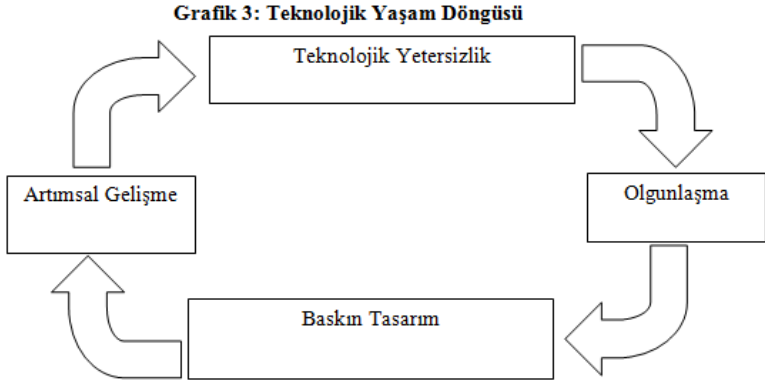 Grafik 3: Teknolojik Yaşam Döngüsü
Teknolojik Yetersizlik
Artımsal Gelişme
Olgunlaşma
Baskın Tasarım